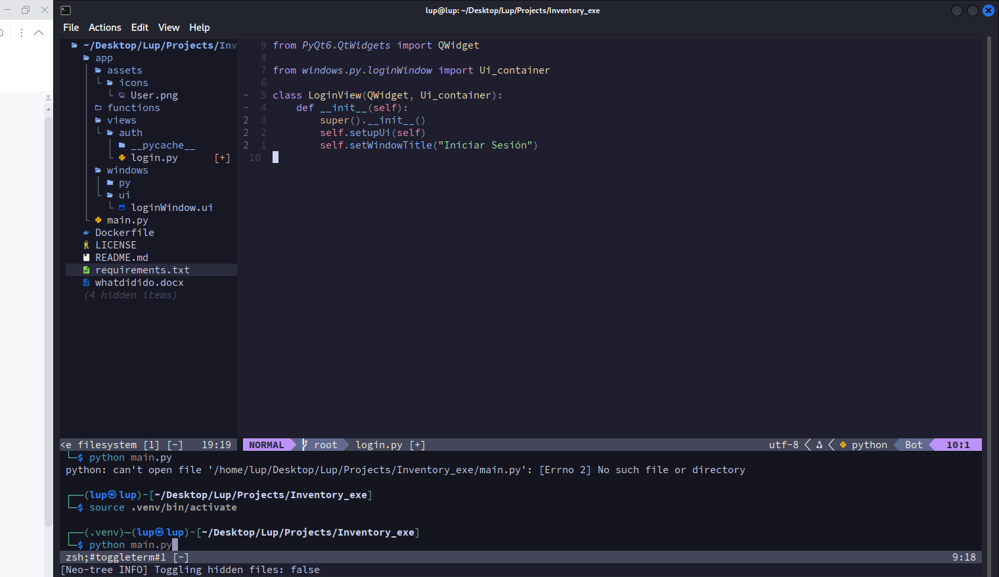 lup@lup: ~/Desktop/Lup/Projects/Inventory_exe
File Actions Edit View Help
~/Desktop/Lup/Projects/Inv
app
assets
icons
User.png
functions
views
auth
__pycache__
login.py [+]
windows
py
ui
loginWindow.ui
main.py
Dockerfile
LICENSE
README.md
requirements.txt
whatdidido.docx
(4 hidden items)
9 from PyQt6.QtWidgets import QWidget
8
7 from windows.py.loginWindow import Ui_container
6
- 5 class LoginView(QWidget, Ui_container):
- 4 def __init__(self):
2 3 super().__init__()
2 2 self.setupUi(self)
2 1 self.setWindowTitle("Iniciar Sesión")
10
<e filesystem [1] [-] 19:19
NORMAL root login.py [+] utf-8 python Bot 10:1
└─$ python main.py
python: can't open file '/home/lup/Desktop/Lup/Projects/Inventory_exe/main.py': [Errno 2] No such file or directory
┌──(lup㉿lup)-[~/Desktop/Lup/Projects/Inventory_exe]
└─$ source .venv/bin/activate
┌──(.venv)─(lup㉿lup)-[~/Desktop/Lup/Projects/Inventory_exe]
└─$ python main.py
zsh;#toggleterm#1 [-] 9:18
[Neo-tree INFO] Toggling hidden files: false